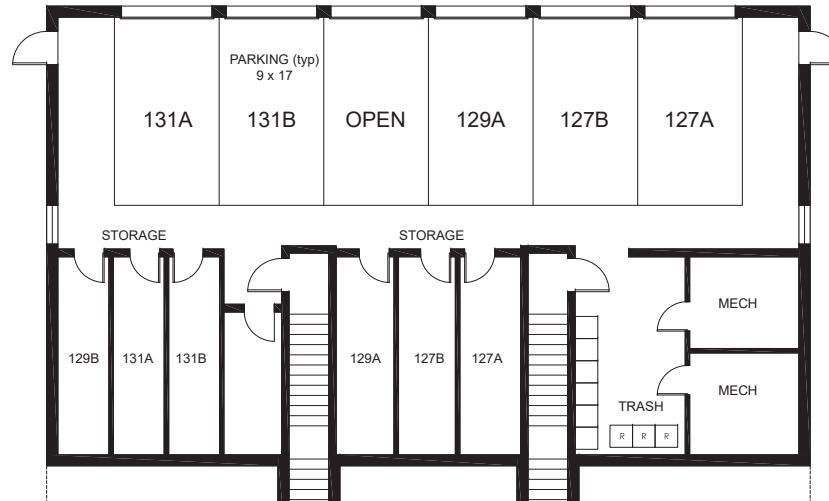 PARKING (typ)
9 x 17
131A
131B
OPEN
129A
127B
127A
STORAGE
STORAGE
129B
131A
131B
129A
127B
127A
MECH
MECH
TRASH
R R R